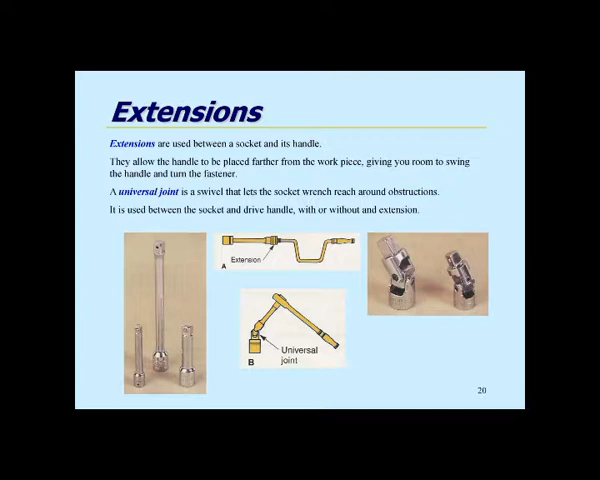 Extensions
Extensions are used between a socket and its handle.
They allow the handle to be placed farther from the work piece, giving you room to swing
the handle and turn the fastener.
A universal joint is a swivel that lets the socket wrench reach around obstructions.
It is used between the socket and drive handle, with or without and extension.
Extension
A
Universal
joint
B
20